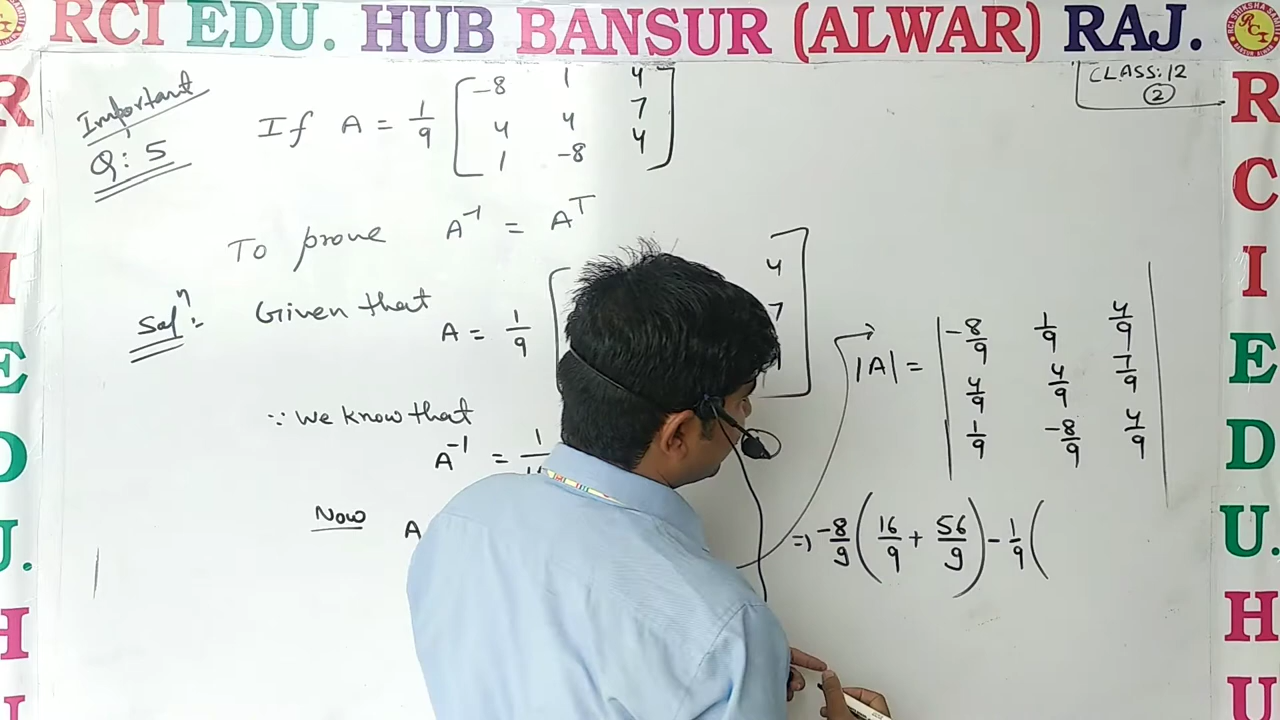 RCI EDU. HUB BANSUR (ALWAR) RAJ.
CLASS:12
2
Important
Q: 5
If A = 1/9 [ -8 1 4
4 4 7
1 -8 4 ]
To prove A^-1 = A^T
Sol^n :- Given that
A = 1/9 [ 4
7
∵ We know that
A^-1 = 1
Now A
|A| = | -8/9 1/9 4/9
4/9 4/9 7/9
1/9 -8/9 4/9 |
⇒ -8/9 ( 16/9 + 56/9 ) - 1/9 (
R
C
I
E
D
U.
H
R
C
I
E
D
U.
H
U